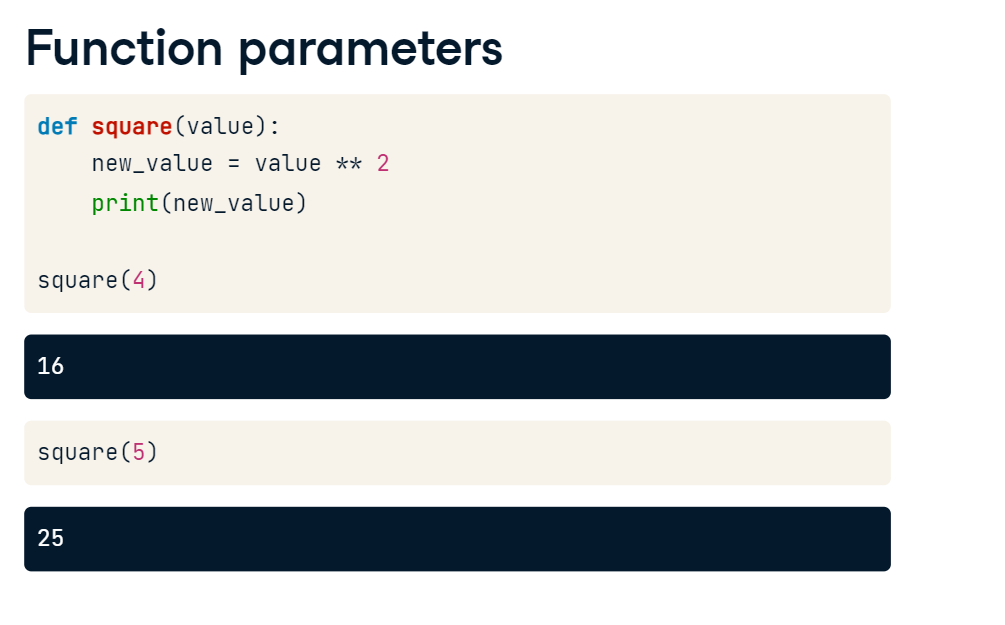 Function parameters
def square(value):
    new_value = value ** 2
    print(new_value)
square(4)
16
square(5)
25